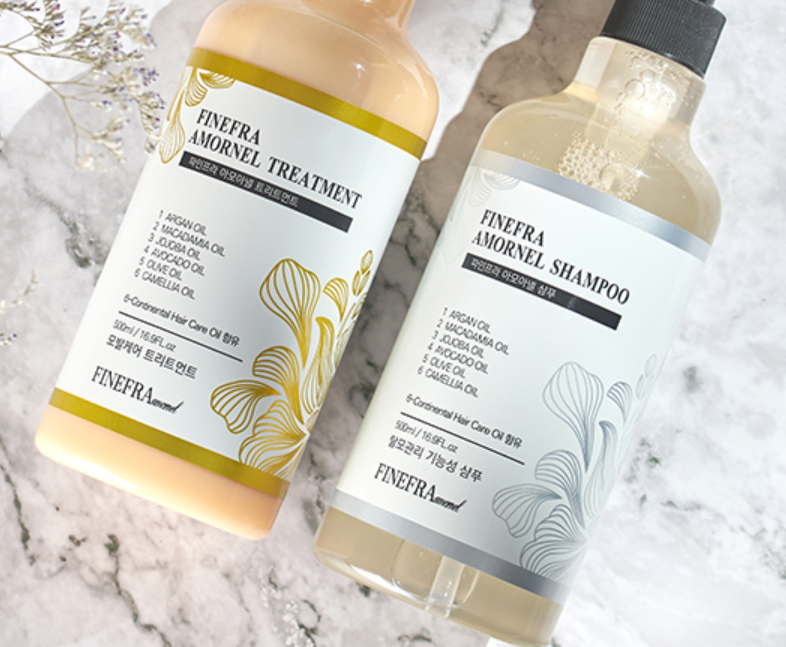 FINEFRA
AMORNEL TREATMENT
파인프라 아모아넬 트리트먼트
1 ARGAN OIL
2 MACADAMIA OIL
3 JOJOBA OIL
4 AVOCADO OIL
5 OLIVE OIL
6 CAMELLIA OIL
6-Continental Hair Care Oil 함유
500ml / 16.9FL.oz
모발케어 트리트먼트
FINEFRA amornel
FINEFRA
AMORNEL SHAMPOO
파인프라 아모아넬 샴푸
1 ARGAN OIL
2 MACADAMIA OIL
3 JOJOBA OIL
4 AVOCADO OIL
5 OLIVE OIL
6 CAMELLIA OIL
6-Continental Hair Care Oil 함유
500ml / 16.9FL.oz
탈모관리 기능성 샴푸
FINEFRA amornel